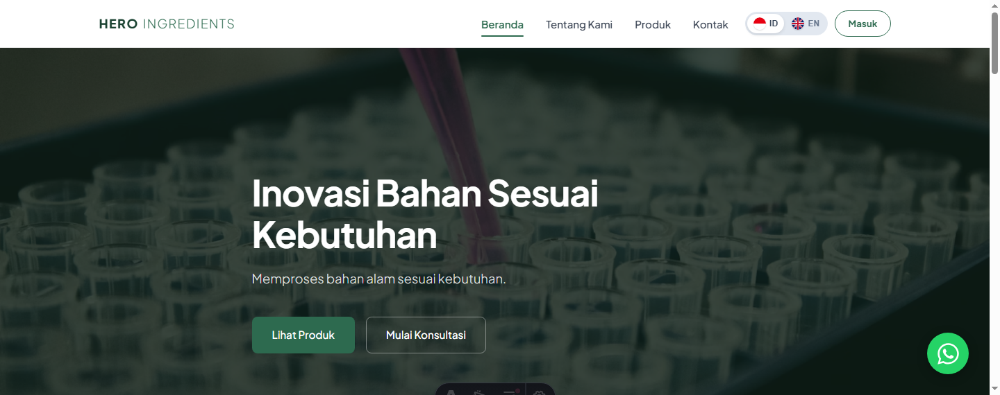 HERO INGREDIENTS
Beranda
Tentang Kami
Produk
Kontak
ID
EN
Masuk
Inovasi Bahan Sesuai
Kebutuhan
Memproses bahan alam sesuai kebutuhan.
Lihat Produk
Mulai Konsultasi